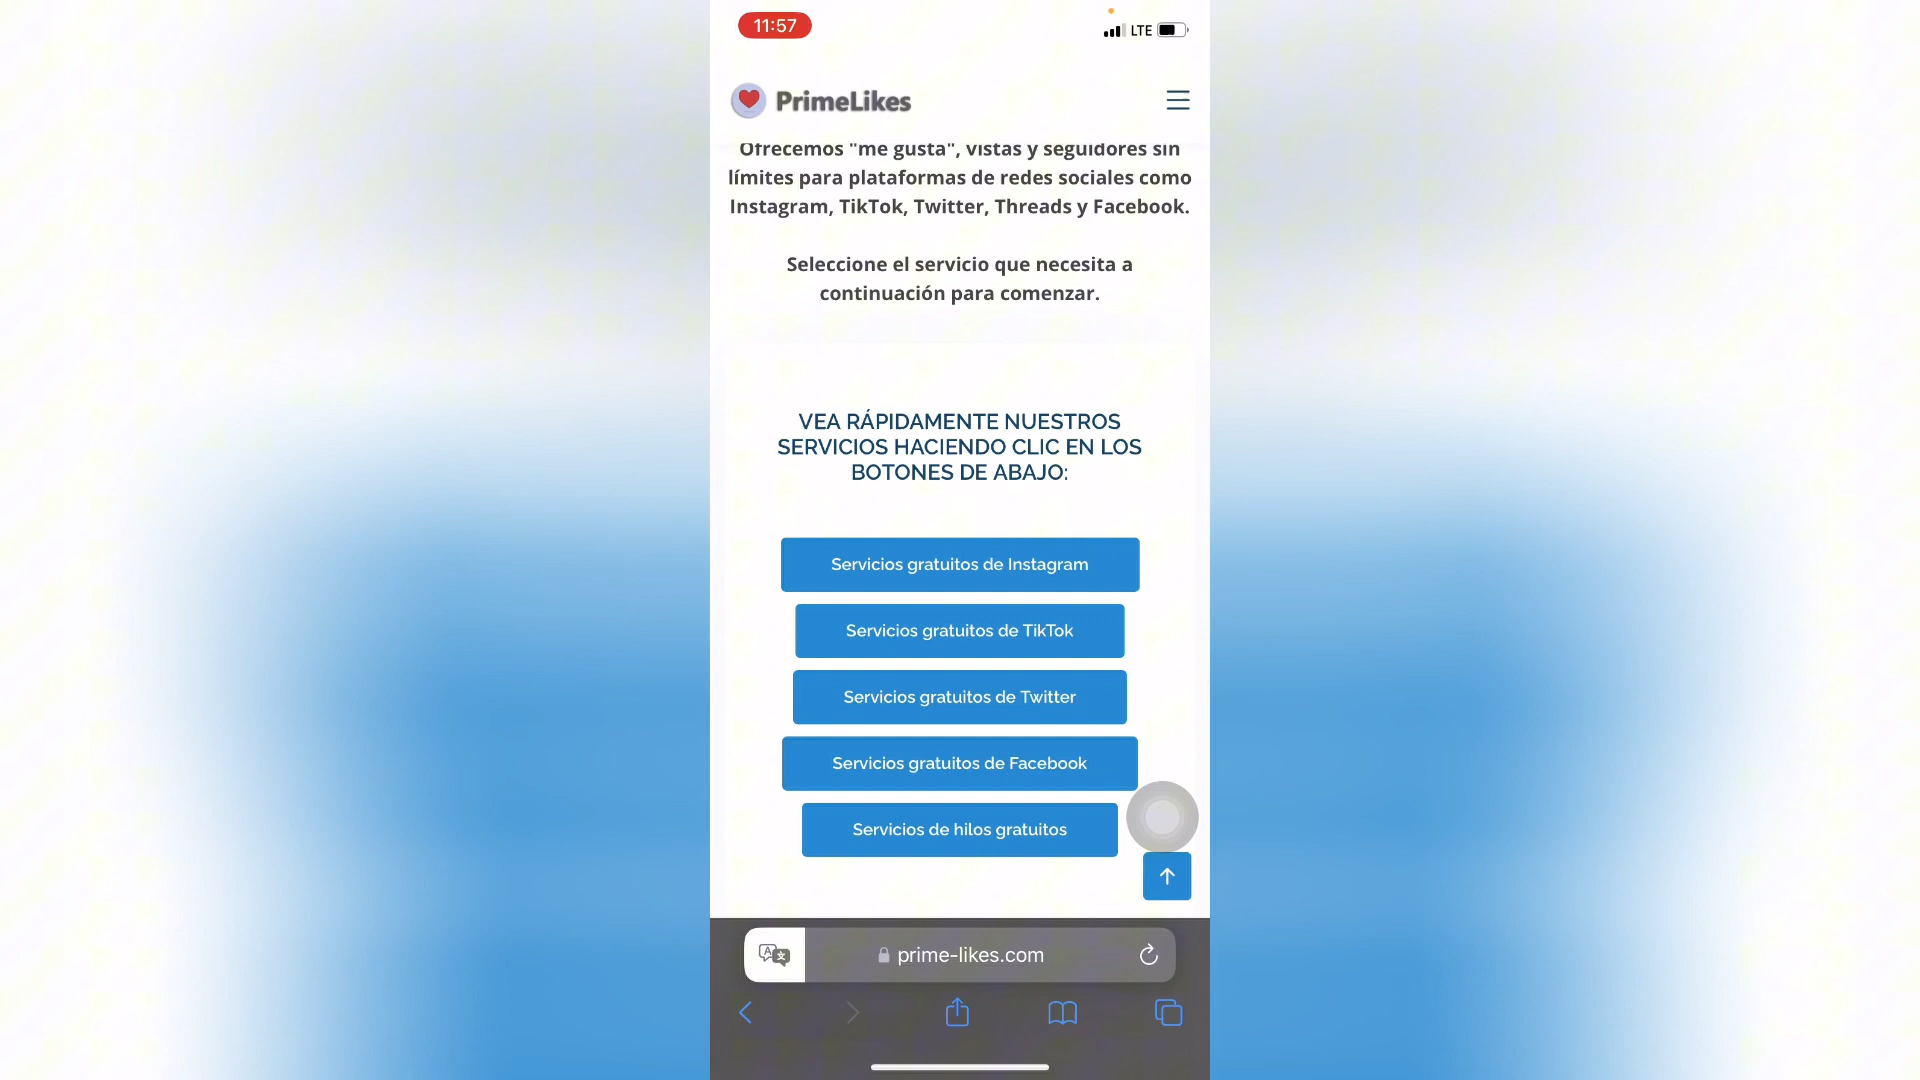 11:57
LTE
PrimeLikes
Ofrecemos "me gusta", vistas y seguidores sin
límites para plataformas de redes sociales como
Instagram, TikTok, Twitter, Threads y Facebook.
Seleccione el servicio que necesita a
continuación para comenzar.
VEA RÁPIDAMENTE NUESTROS
SERVICIOS HACIENDO CLIC EN LOS
BOTONES DE ABAJO:
Servicios gratuitos de Instagram
Servicios gratuitos de TikTok
Servicios gratuitos de Twitter
Servicios gratuitos de Facebook
Servicios de hilos gratuitos
prime-likes.com